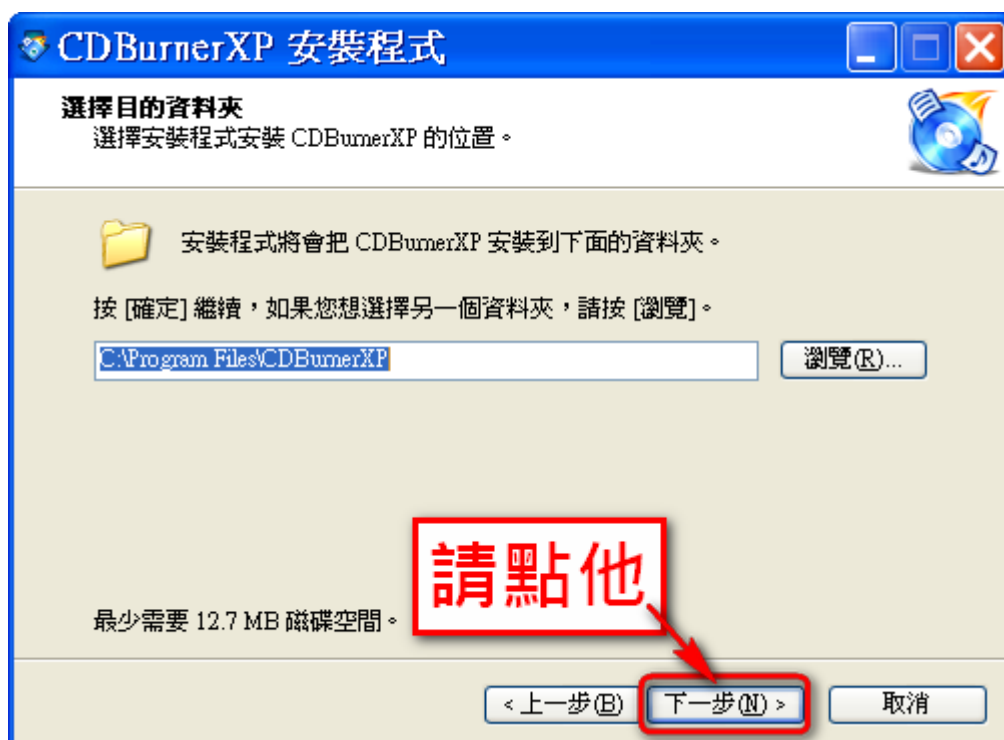 CDBurnerXP 安裝程式
選擇目的資料夾
選擇安裝程式安裝 CDBurnerXP 的位置。
安裝程式將會把 CDBurnerXP 安裝到下面的資料夾。
按 [確定] 繼續，如果您想選擇另一個資料夾，請按 [瀏覽]。
C:\Program Files\CDBurnerXP
瀏覽(R)...
請點他
最少需要 12.7 MB 磁碟空間。
<上一步(B)
下一步(N) >
取消